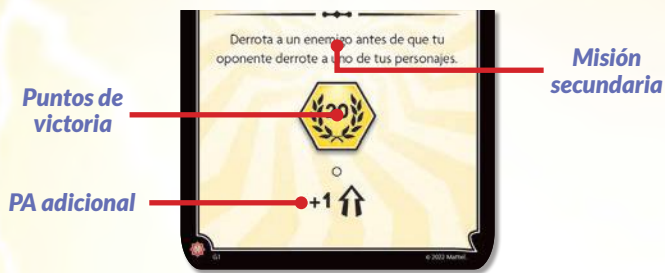 Derrota a un enemigo antes de que tu
oponente derrote a uno de tus personajes.
Misión
secundaria
Puntos de
victoria
20
o
PA adicional
+1
G1
© 2022 Mattel.